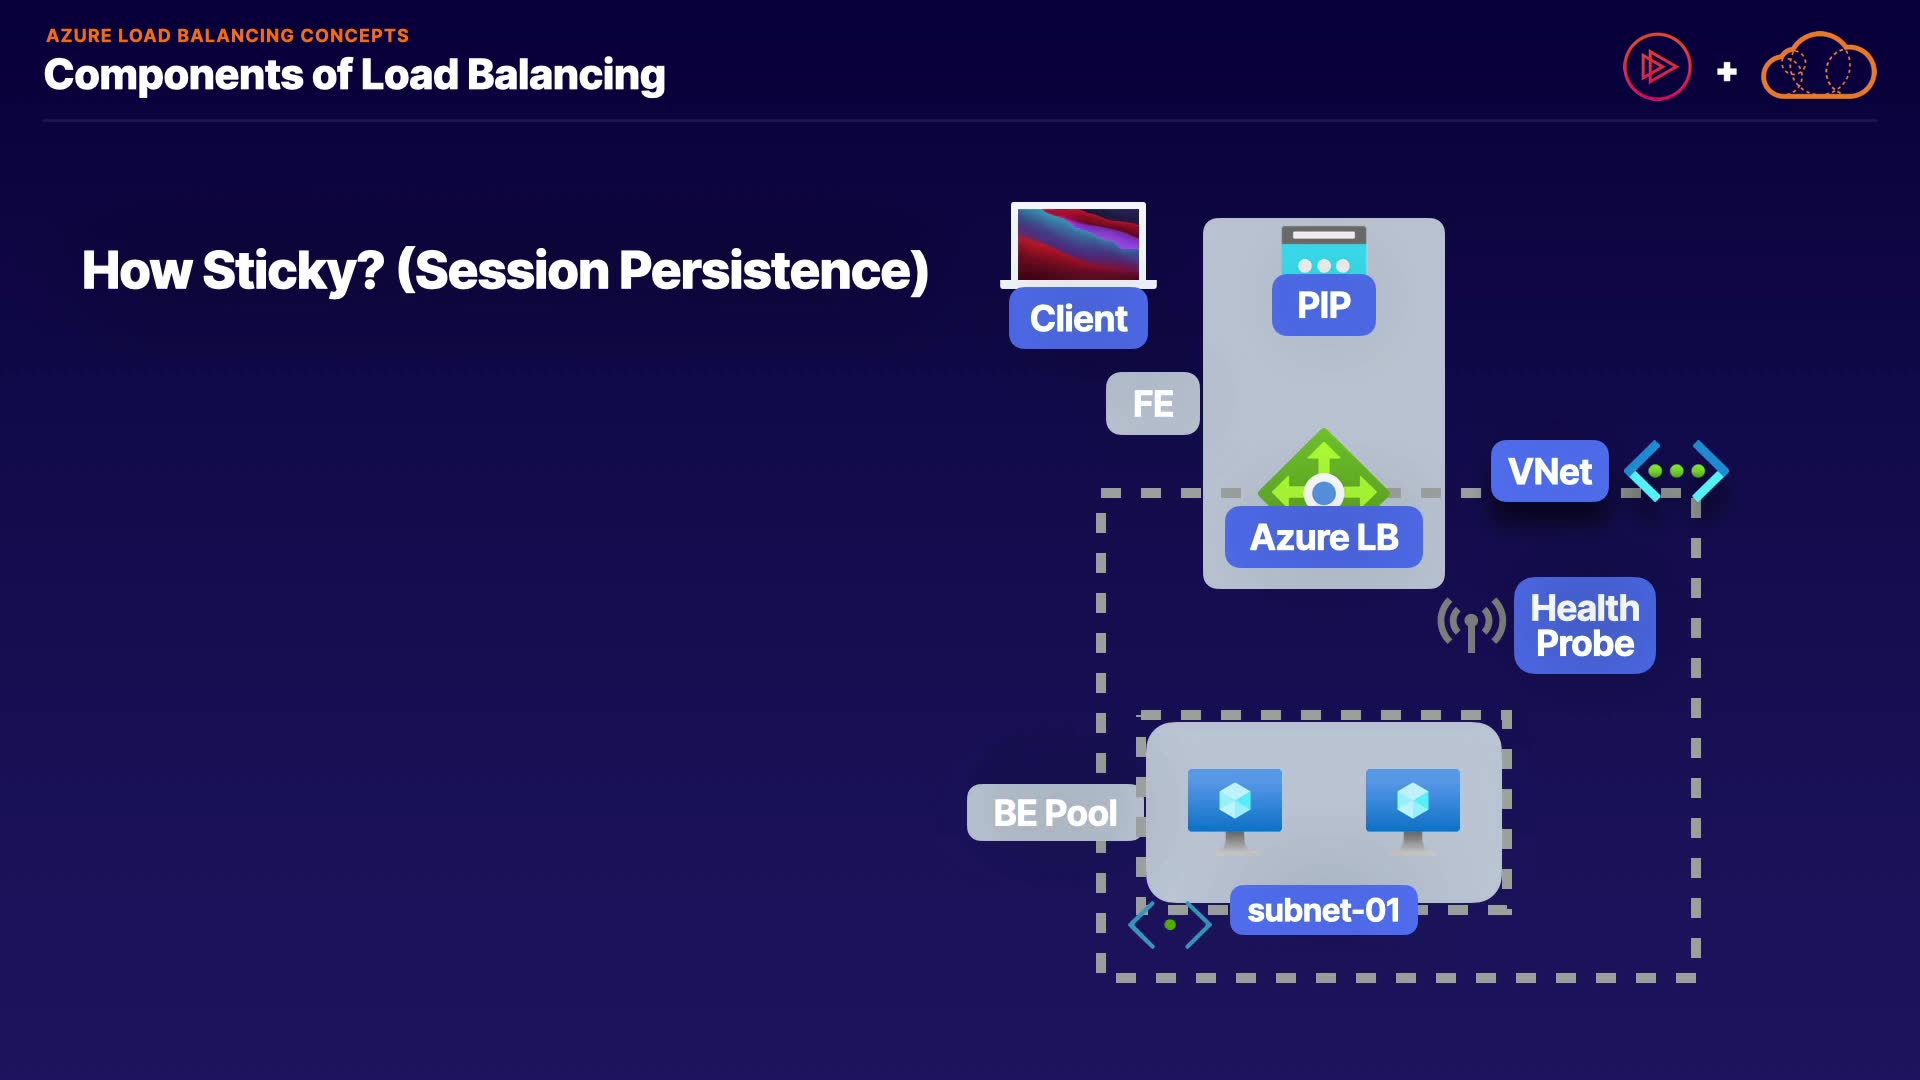 AZURE LOAD BALANCING CONCEPTS
Components of Load Balancing
+
How Sticky? (Session Persistence)
Client
PIP
FE
VNet
Azure LB
Health
Probe
BE Pool
subnet-01